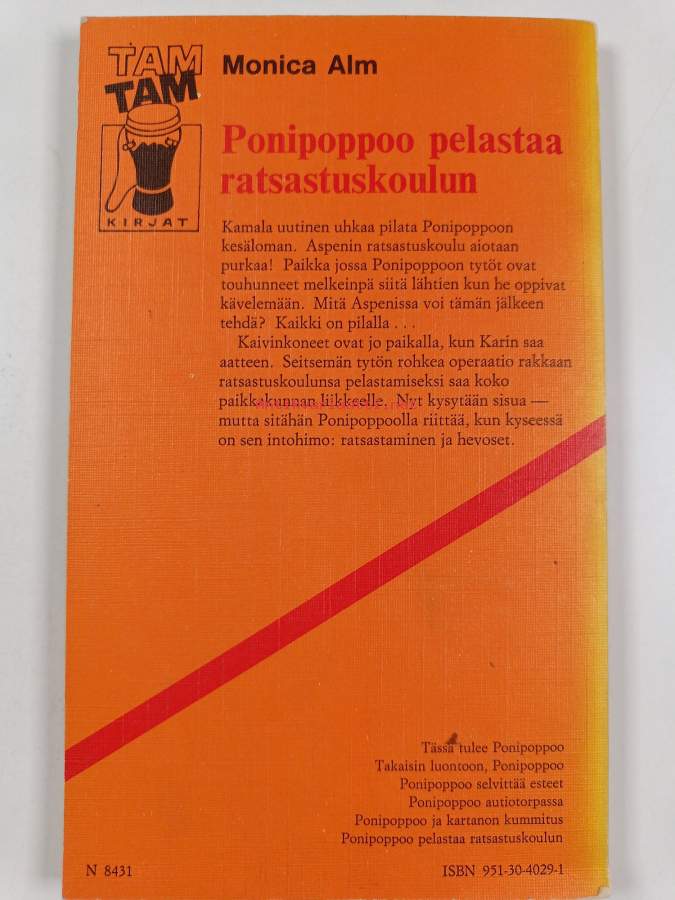 TAM
TAM
KIRJAT
Monica Alm
Ponipoppoo pelastaa
ratsastuskoulun
Kamala uutinen uhkaa pilata Ponipoppoon
kesäloman. Aspenin ratsastuskoulu aiotaan
purkaa! Paikka jossa Ponipoppoon tytöt ovat
touhunneet melkeinpä siitä lähtien kun he oppivat
kävelemään. Mitä Aspenissa voi tämän jälkeen
tehdä? Kaikki on pilalla . . .
Kaivinkoneet ovat jo paikalla, kun Karin saa
aatteen. Seitsemän tytön rohkea operaatio rakkaan
ratsastuskoulunsa pelastamiseksi saa koko
paikkakunnan liikkeelle. Nyt kysytään sisua —
mutta sitähän Ponipoppoolla riittää, kun kyseessä
on sen intohimo: ratsastaminen ja hevoset.
Tässä tulee Ponipoppoo
Takaisin luontoon, Ponipoppoo
Ponipoppoo selvittää esteet
Ponipoppoo autiotorpassa
Ponipoppoo ja kartanon kummitus
Ponipoppoo pelastaa ratsastuskoulun
N 8431
ISBN 951-30-4029-1